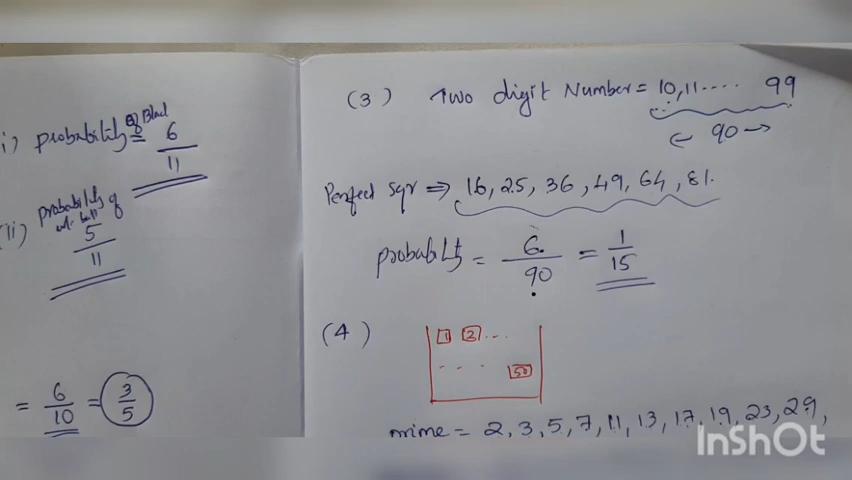 i) probability of Black = 6/11
(ii) probability of wh. ball
5/11
= 6/10 = 3/5
(3) Two digit Number = 10, 11 .... 99
← 90 →
Perfect Sqr ⇒ 16, 25, 36, 49, 64, 81.
probability = 6/90 = 1/15
(4)
1 2 ...
... 50
prime = 2, 3, 5, 7, 11, 13, 17, 19, 23, 29,
InShOt